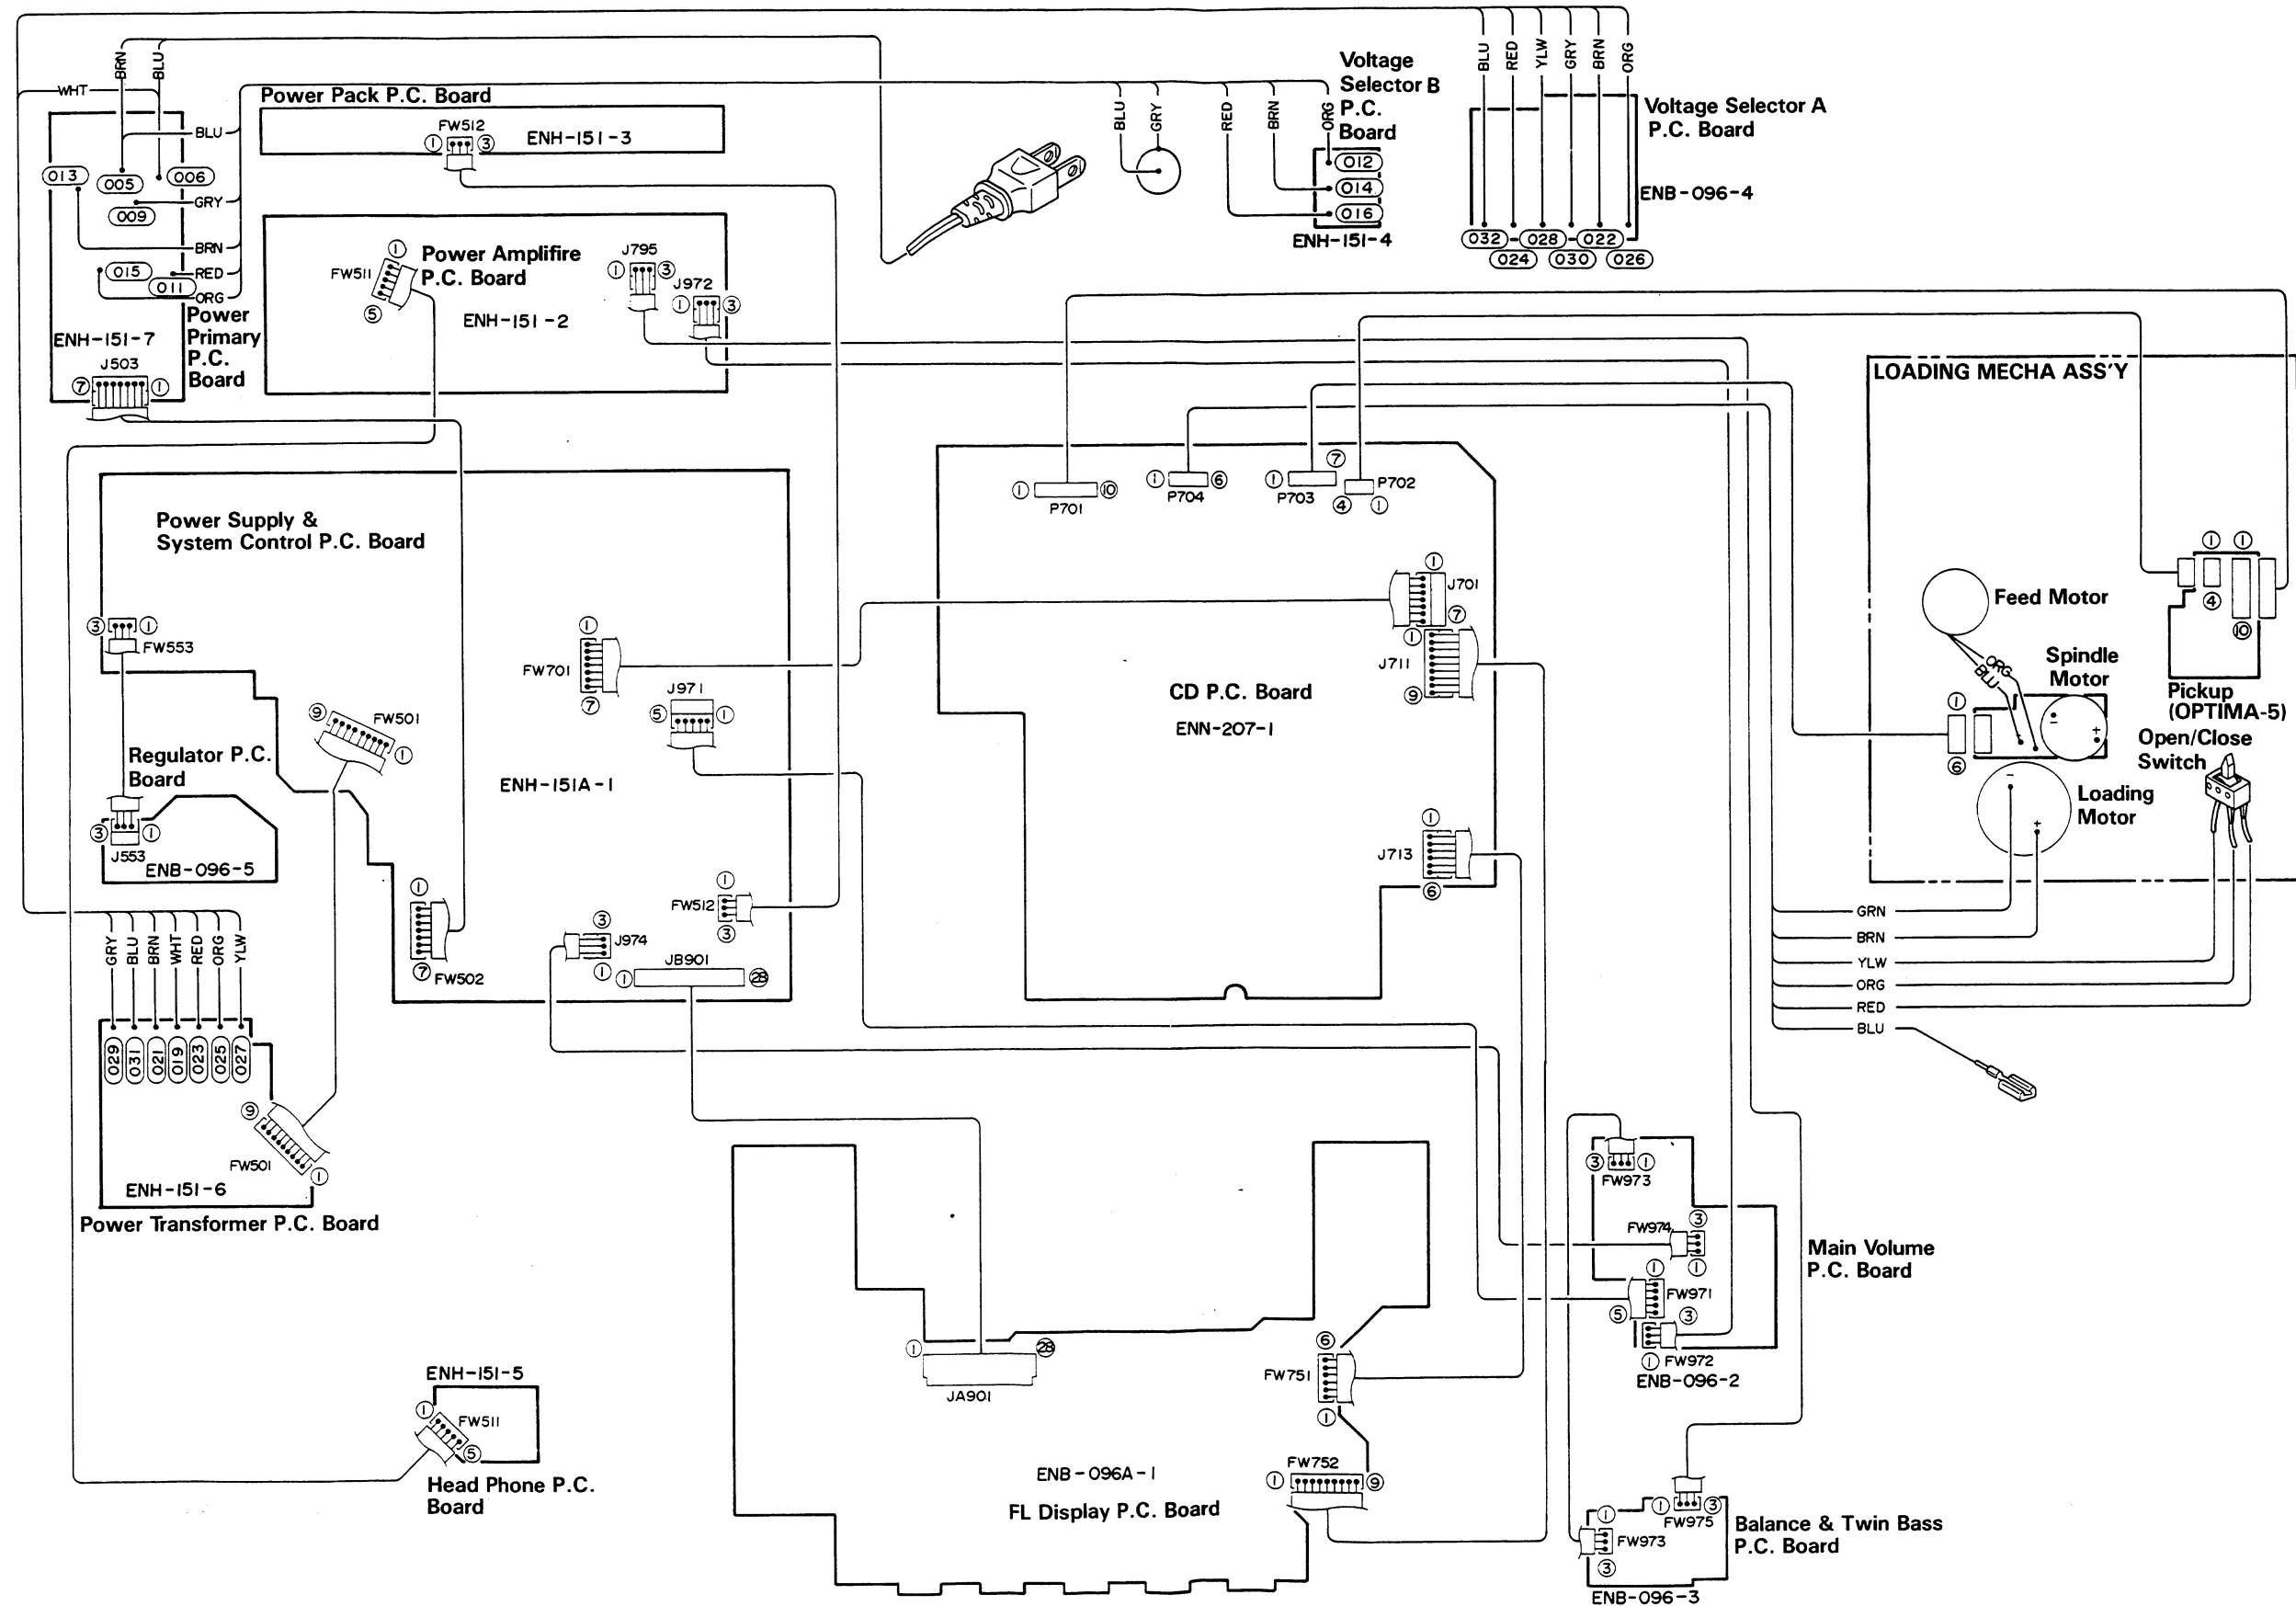 BRN
BLU
WHT
BLU
GRY
BRN
RED
ORG
013
005
006
009
015
011
ENH-151-7
Power
Primary
P.C.
Board
J503
7
1
Power Pack P.C. Board
FW512
1
3
ENH-151-3
Power Amplifire
P.C. Board
ENH-151-2
FW511
1
5
J795
1
3
J972
1
3
BLU
GRY
RED
BRN
ORG
Voltage
Selector B
P.C.
Board
012
014
016
ENH-151-4
BLU
RED
YLW
GRY
BRN
ORG
Voltage Selector A
P.C. Board
ENB-096-4
032
028
022
024
030
026
Power Supply &
System Control P.C. Board
3
1
FW553
9
FW501
1
Regulator P.C.
Board
3
1
J553
ENB-096-5
1
FW701
7
J971
5
1
ENH-151A-1
1
7
FW502
1
FW512
3
3
J974
1
JB901
1
28
1
10
P701
1
6
P704
1
7
P703
P702
4
1
1
J701
7
1
J711
9
CD P.C. Board
ENN-207-1
1
J713
6
LOADING MECHA ASS'Y
Feed Motor
ORG
BLU
Spindle
Motor
-
+
-
1
6
1
1
4
10
Pickup
(OPTIMA-5)
Open/Close
Switch
Loading
Motor
-
+
GRN
BRN
YLW
ORG
RED
BLU
GRY
BLU
BRN
WHT
RED
ORG
YLW
029
031
021
019
023
025
027
9
FW501
1
ENH-151-6
Power Transformer P.C. Board
ENH-151-5
1
FW511
5
Head Phone P.C.
Board
1
28
JA901
6
FW751
1
FW752
1
9
ENB-096A-1
FL Display P.C. Board
3
1
FW973
FW974
3
1
1
FW971
5
3
1
FW972
ENB-096-2
Main Volume
P.C. Board
1
3
FW975
1
FW973
3
ENB-096-3
Balance & Twin Bass
P.C. Board